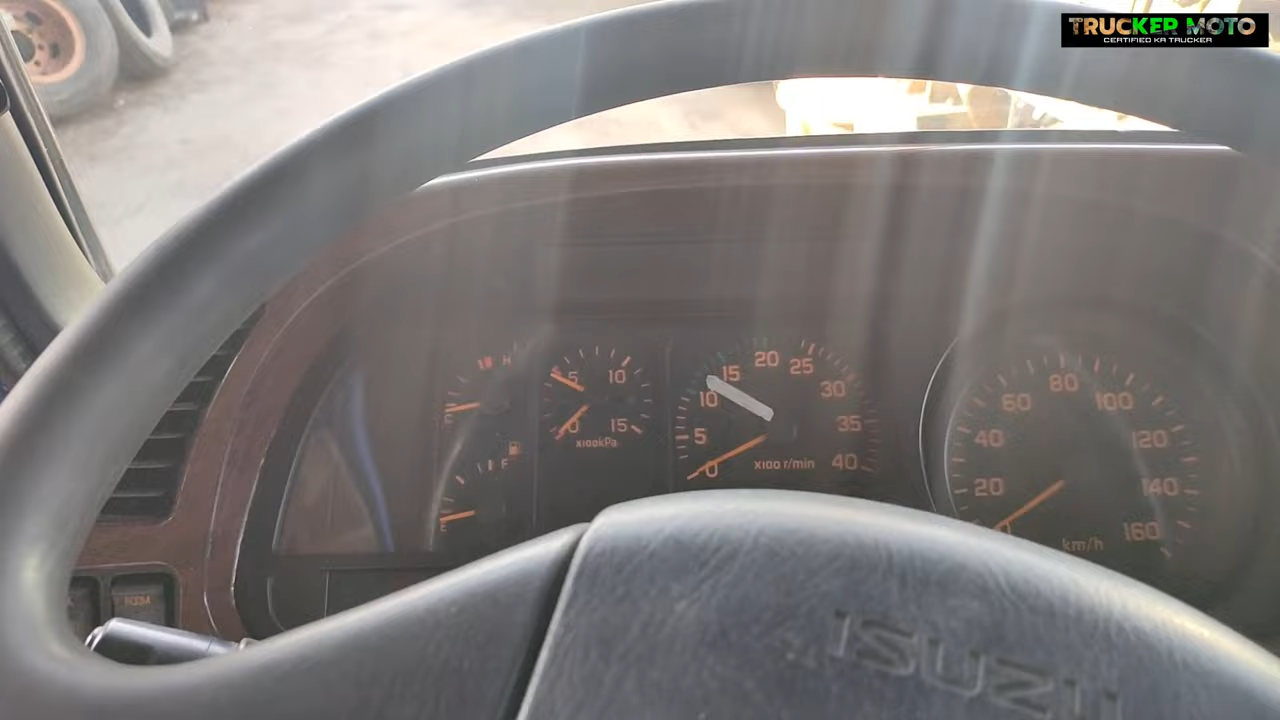 TRUCKER MOTO
CERTIFIED KA TRUCKER
H
C
F
E
5 10
0 15
x100kPa
0 5 10 15 20 25 30 35 40
x100 r/min
20 40 60 80 100 120 140 160
km/h
ROOM
ISUZU